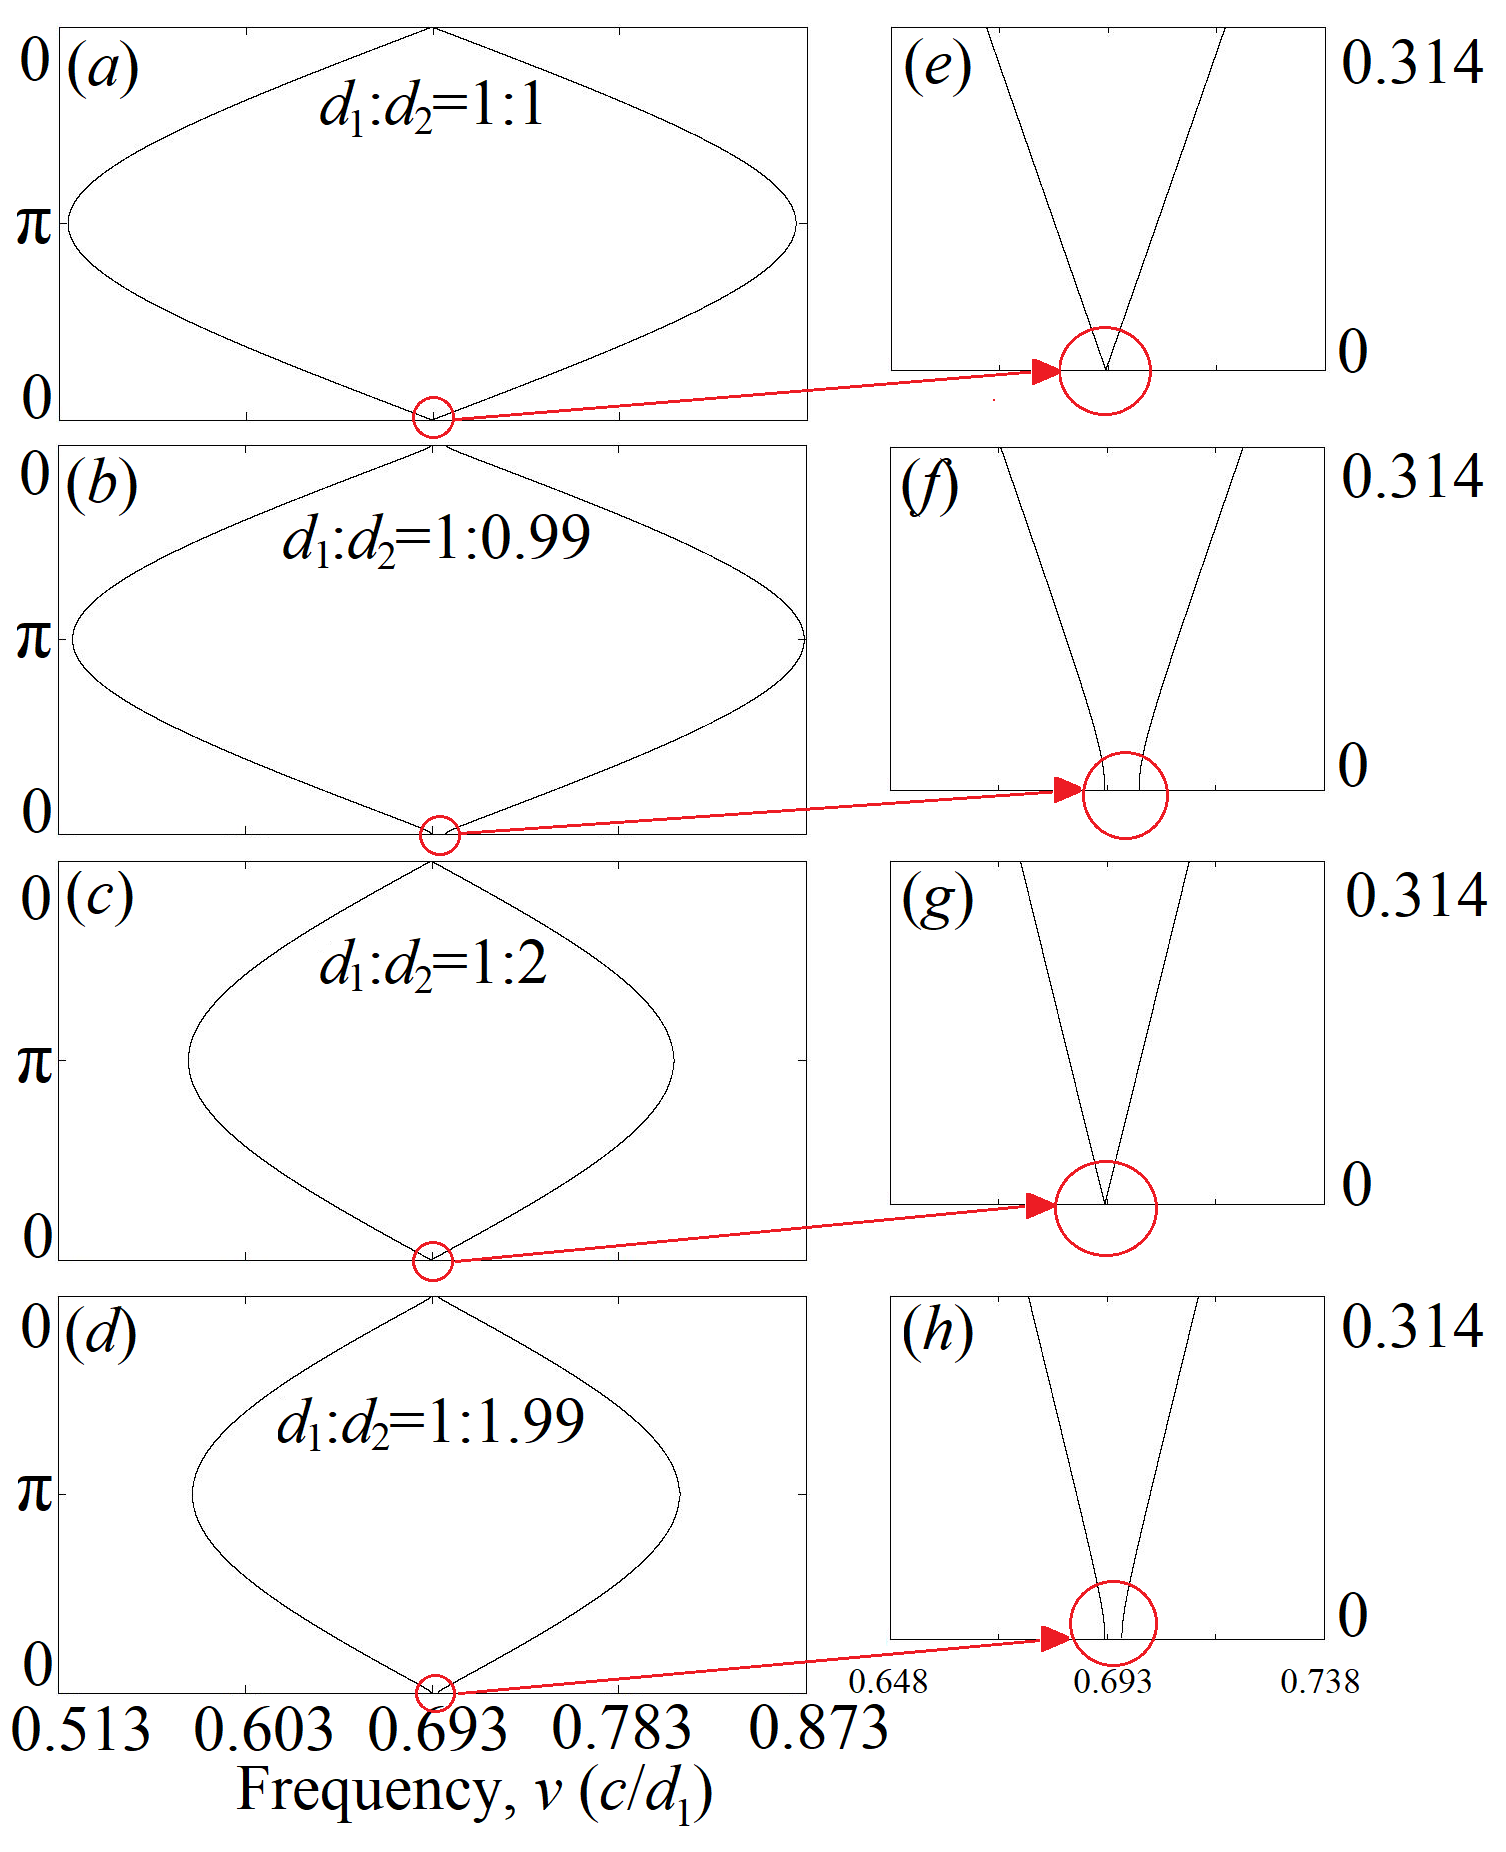 0 (a) (e) 0.314
d1:d2=1:1
π
0 0
0 (b) (f) 0.314
d1:d2=1:0.99
π
0 0
0 (c) (g) 0.314
d1:d2=1:2
π
0 0
0 (d) (h) 0.314
d1:d2=1:1.99
π
0 0
0.648 0.693 0.738
0.513 0.603 0.693 0.783 0.873
Frequency, v (c/d1)